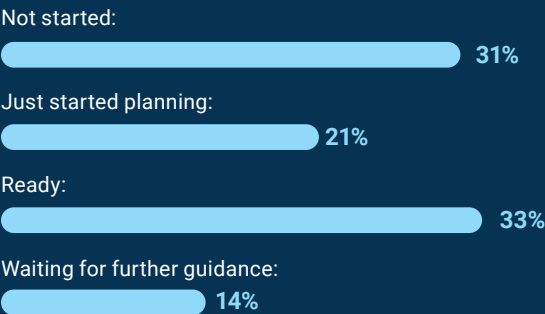 Not started:
31%
Just started planning:
21%
Ready:
33%
Waiting for further guidance:
14%